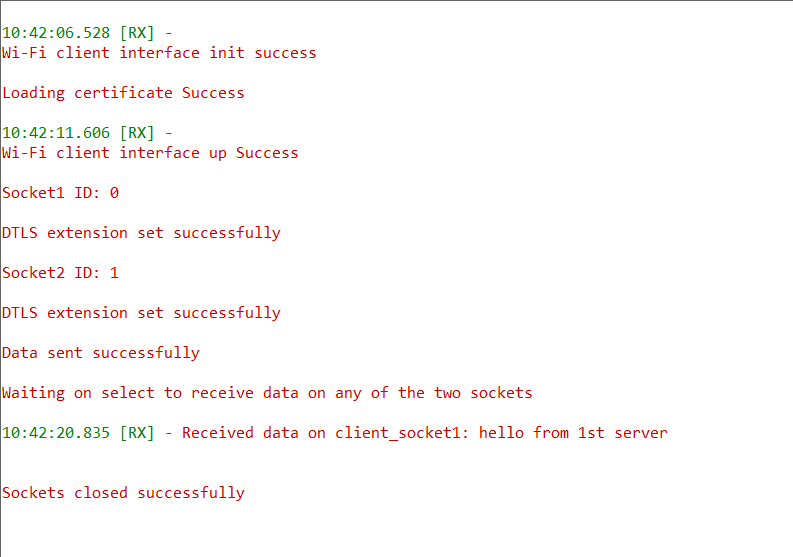 10:42:06.528 [RX] -
Wi-Fi client interface init success
Loading certificate Success
10:42:11.606 [RX] -
Wi-Fi client interface up Success
Socket1 ID: 0
DTLS extension set successfully
Socket2 ID: 1
DTLS extension set successfully
Data sent successfully
Waiting on select to receive data on any of the two sockets
10:42:20.835 [RX] - Received data on client_socket1: hello from 1st server
Sockets closed successfully